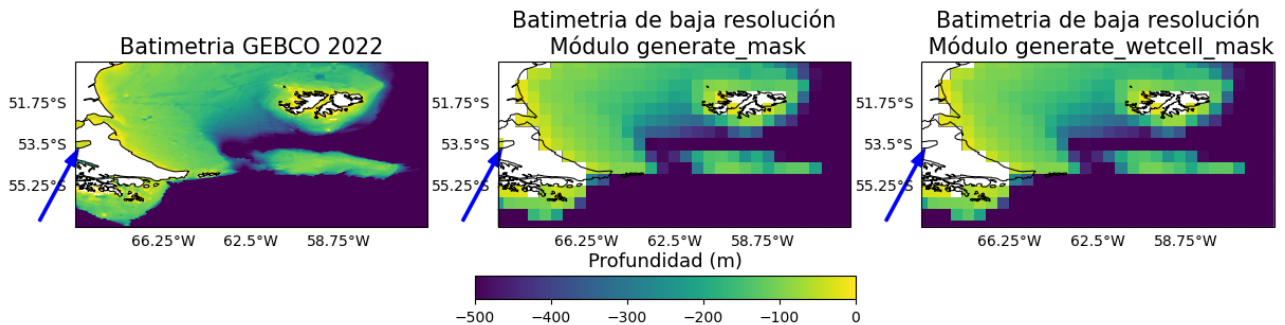 Batimetria GEBCO 2022
Batimetria de baja resolución
Módulo generate_mask
Batimetria de baja resolución
Módulo generate_wetcell_mask
51.75°S
53.5°S
55.25°S
66.25°W 62.5°W 58.75°W
51.75°S
53.5°S
55.25°S
66.25°W 62.5°W 58.75°W
51.75°S
53.5°S
55.25°S
66.25°W 62.5°W 58.75°W
Profundidad (m)
−500 −400 −300 −200 −100 0